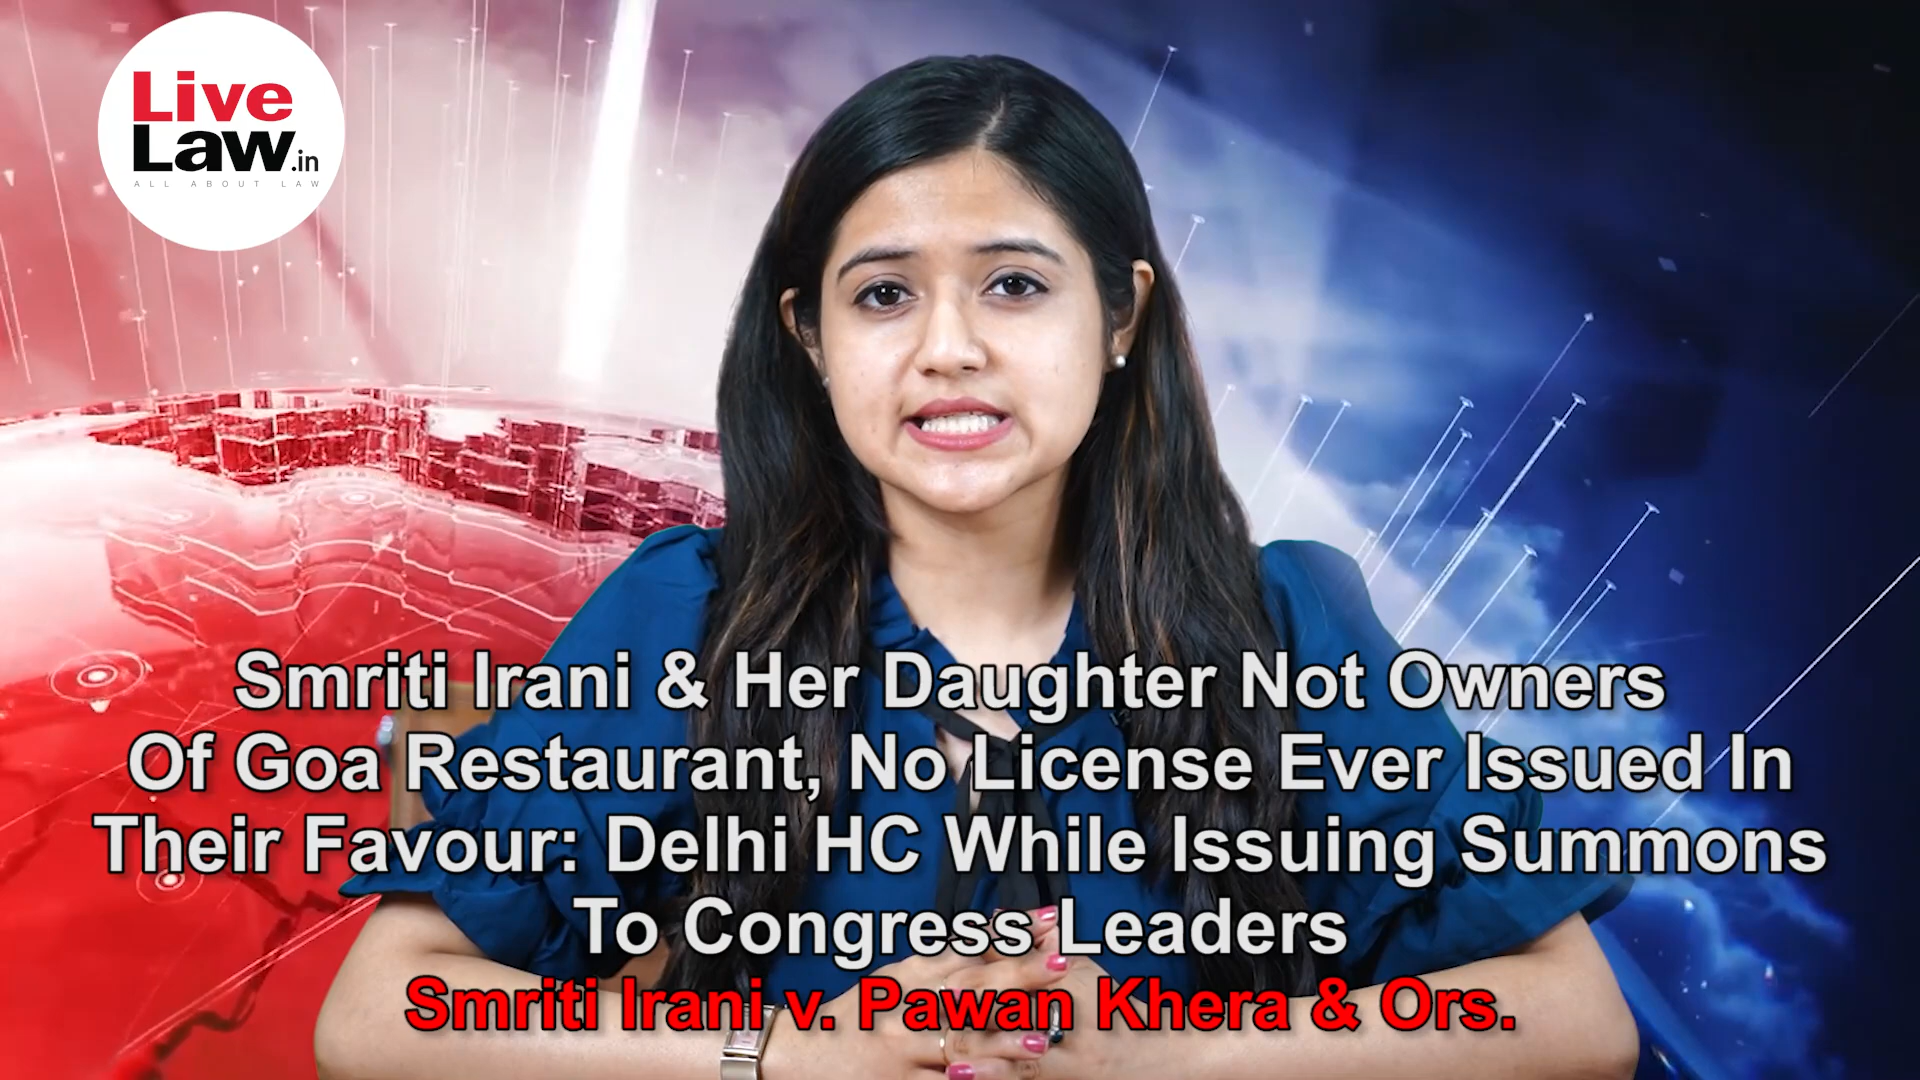 Live
Law.in
ALL ABOUT LAW
Smriti Irani & Her Daughter Not Owners
Of Goa Restaurant, No License Ever Issued In
Their Favour: Delhi HC While Issuing Summons
To Congress Leaders
Smriti Irani v. Pawan Khera & Ors.